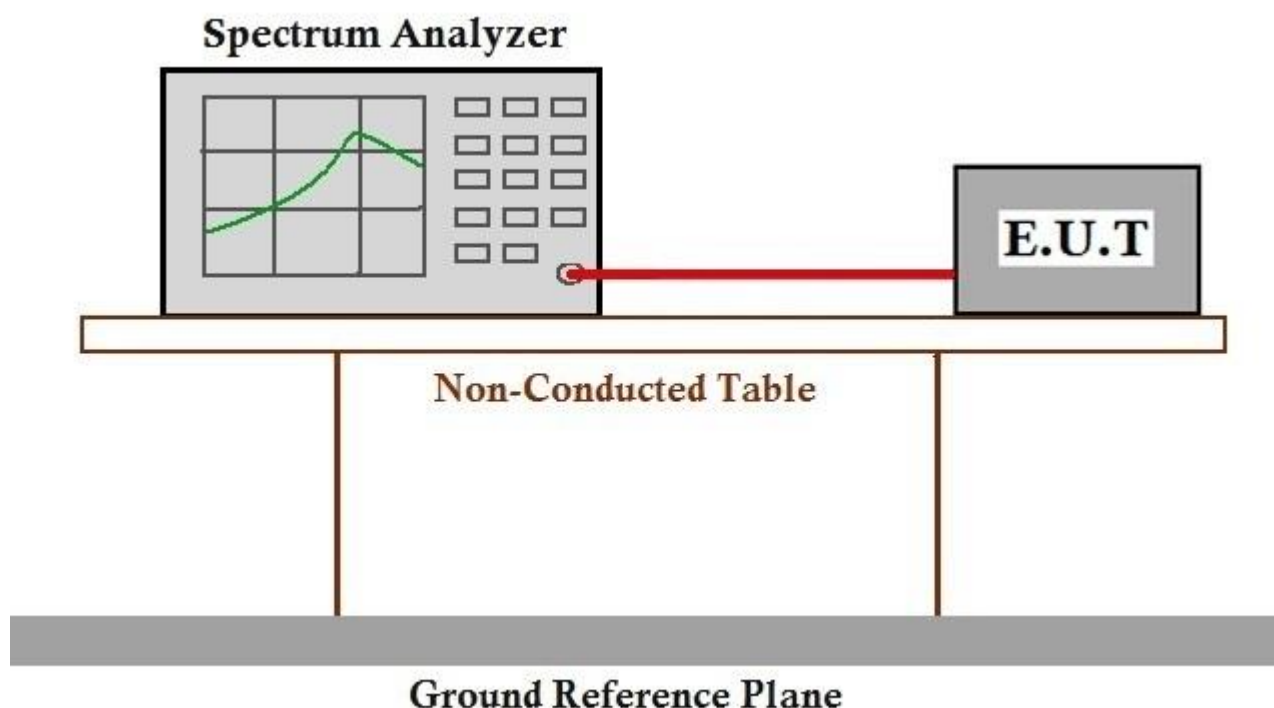 Spectrum Analyzer
E.U.T
Non-Conducted Table
Ground Reference Plane